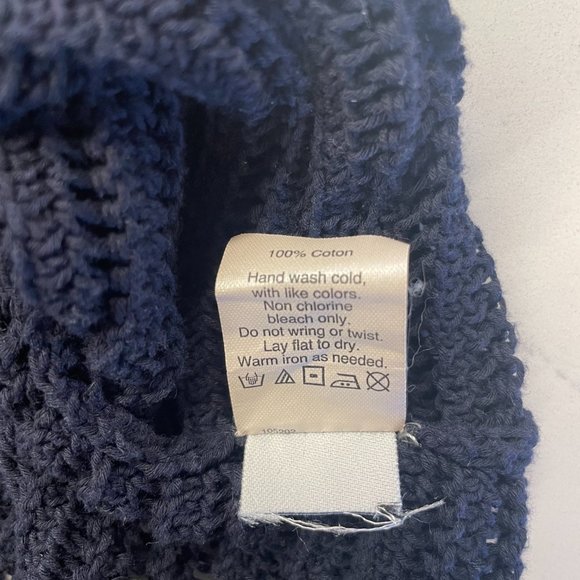 100% Coton
Hand wash cold,
with like colors.
Non chlorine
bleach only.
Do not wring or twist.
Lay flat to dry.
Warm iron as needed.